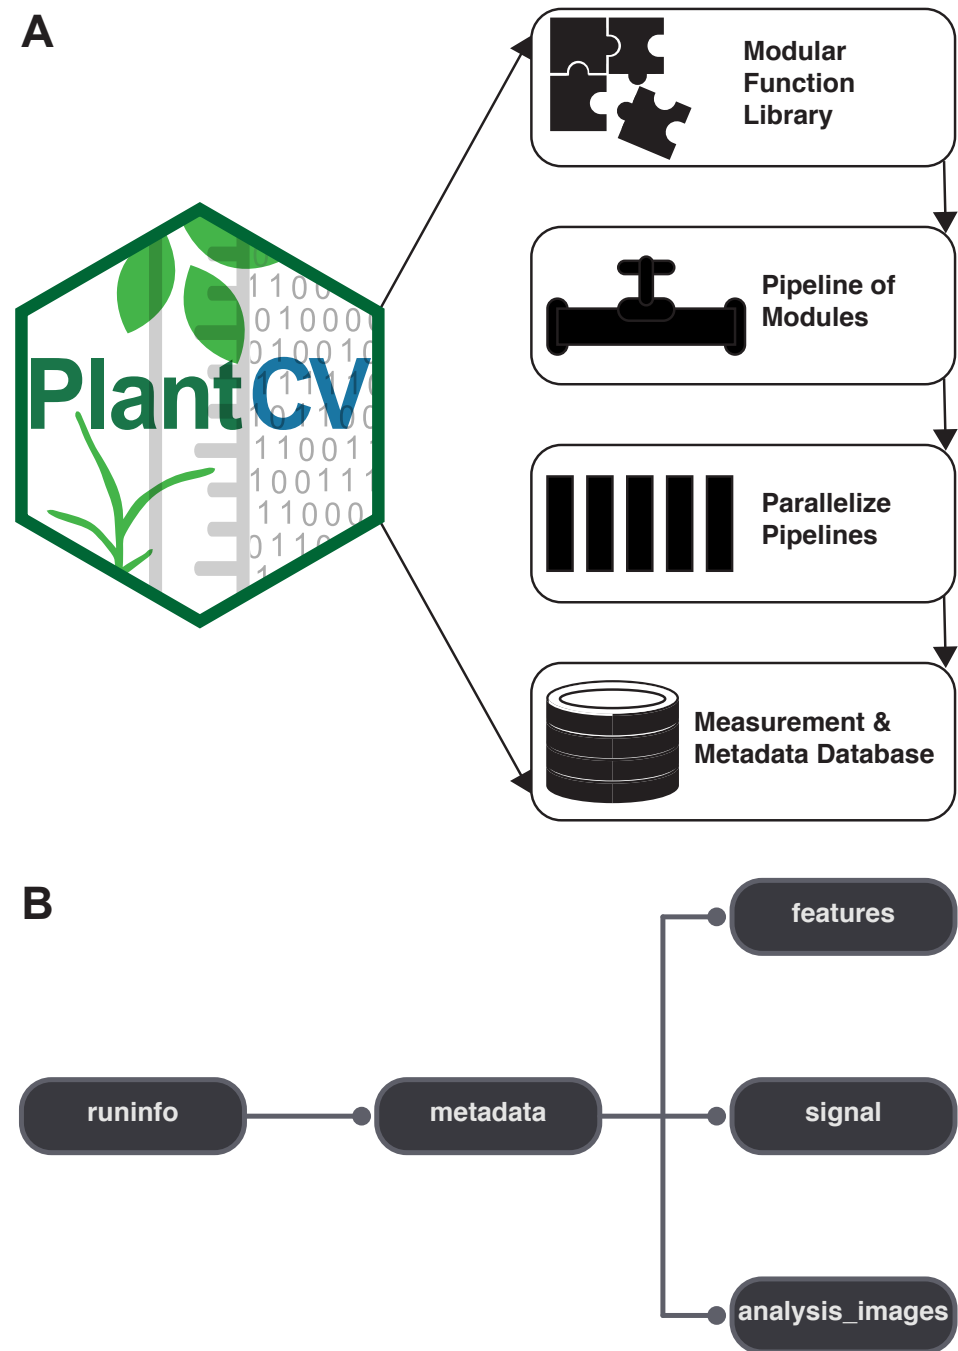 A
Modular
Function
Library
Pipeline of
Modules
PlantCV
Parallelize
Pipelines
Measurement &
Metadata Database
B
features
runinfo
metadata
signal
analysis_images